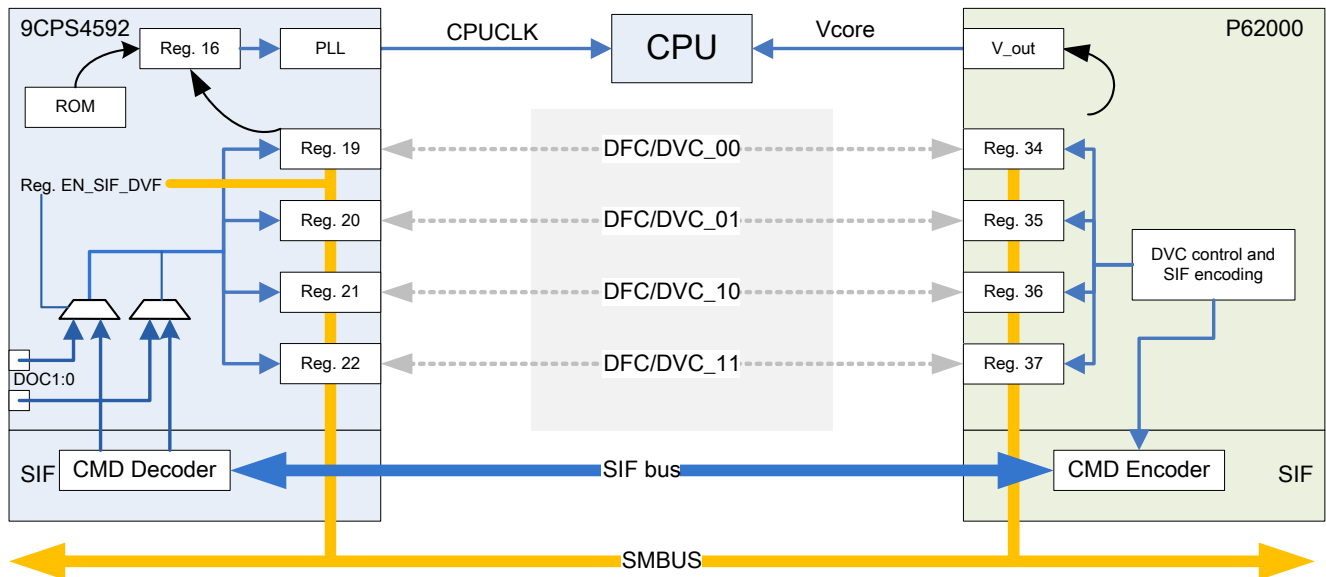 9CPS4592
P62000
Reg. 16
PLL
CPUCLK
CPU
Vcore
V_out
ROM
Reg. 19
DFC/DVC_00
Reg. 34
Reg. EN_SIF_DVF
Reg. 20
DFC/DVC_01
Reg. 35
DVC control and
SIF encoding
Reg. 21
DFC/DVC_10
Reg. 36
Reg. 22
DFC/DVC_11
Reg. 37
DOC1:0
SIF
CMD Decoder
SIF bus
CMD Encoder
SIF
SMBUS